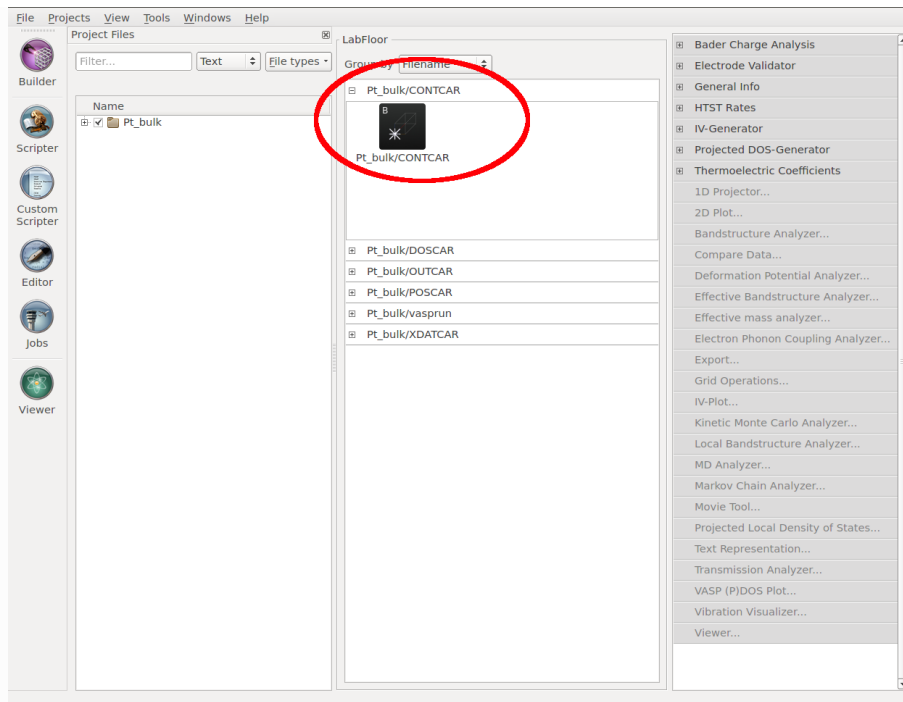 File Projects View Tools Windows Help
Builder
Scripter
Custom
Scripter
Editor
Jobs
Viewer
Project Files
Filter... Text File types
Name
Pt_bulk
LabFloor
Group by Filename
Pt_bulk/CONTCAR
B
Pt_bulk/CONTCAR
Pt_bulk/DOSCAR
Pt_bulk/OUTCAR
Pt_bulk/POSCAR
Pt_bulk/vasprun
Pt_bulk/XDATCAR
Bader Charge Analysis
Electrode Validator
General Info
HTST Rates
IV-Generator
Projected DOS-Generator
Thermoelectric Coefficients
1D Projector...
2D Plot...
Bandstructure Analyzer...
Compare Data...
Deformation Potential Analyzer...
Effective Bandstructure Analyzer...
Effective mass analyzer...
Electron Phonon Coupling Analyzer...
Export...
Grid Operations...
IV-Plot...
Kinetic Monte Carlo Analyzer...
Local Bandstructure Analyzer...
MD Analyzer...
Markov Chain Analyzer...
Movie Tool...
Projected Local Density of States...
Text Representation...
Transmission Analyzer...
VASP (P)DOS Plot...
Vibration Visualizer...
Viewer...